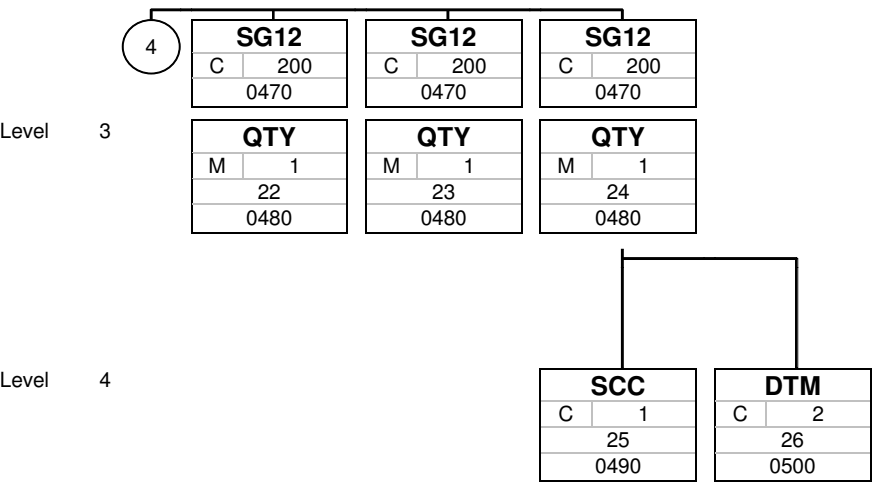 4 SG12 SG12 SG12
C 200 C 200 C 200
0470 0470 0470
Level 3 QTY QTY QTY
M 1 M 1 M 1
22 23 24
0480 0480 0480
Level 4 SCC DTM
C 1 C 2
25 26
0490 0500